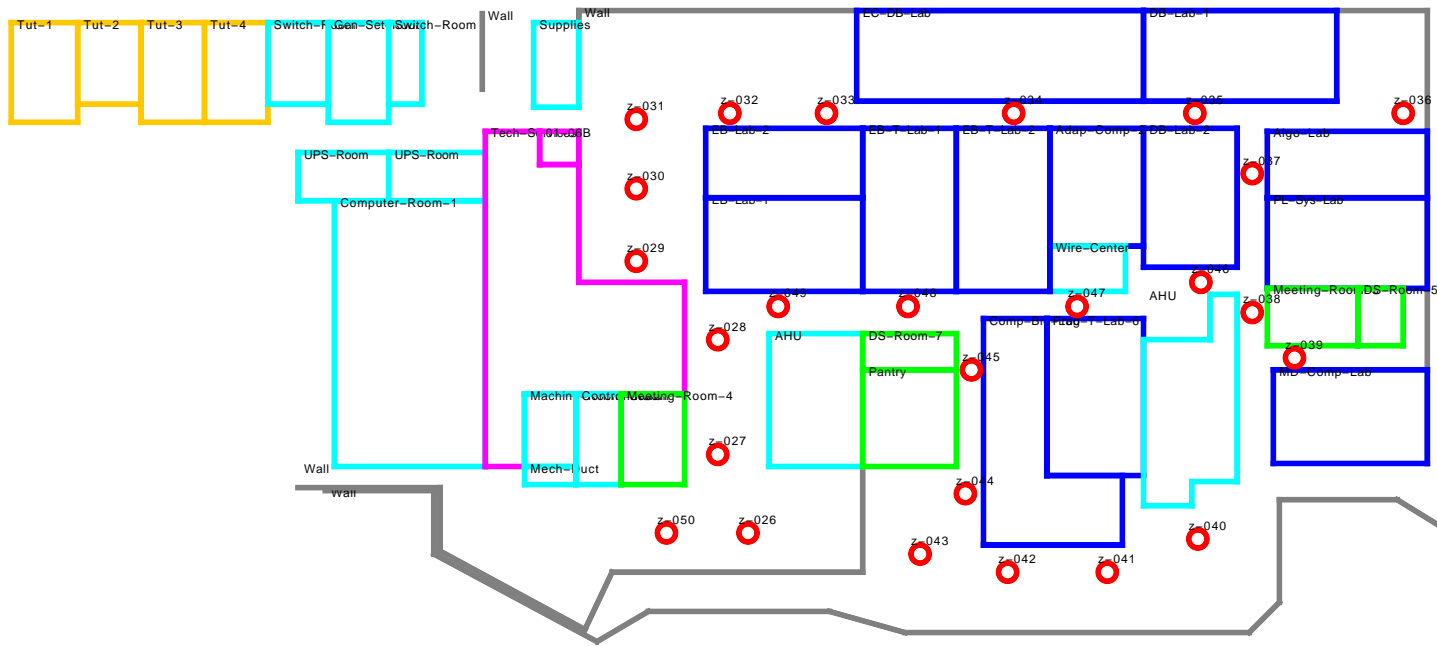 Tut-1
Tut-2
Tut-3
Tut-4
Switch-Room
Wall
Supplies
Wall
EC-DB-Lab
DB-Lab-1
z-031
z-032
z-033
z-034
z-035
z-036
UPS-Room
UPS-Room
EB-Lab-2
EB-T-Lab-1
EB-T-Lab-2
DB-Lab-2
Algo-Lab
z-037
z-030
Computer-Room-1
EB-Lab-1
PL-Sys-Lab
z-029
Wire-Center
z-046
AHU
z-049
z-048
z-047
z-038
DS-Room-5
z-028
AHU
DS-Room-7
z-045
Pantry
z-039
MD-Comp-Lab
Meeting-Room-4
z-027
Wall
Mech-Duct
Wall
z-044
z-050
z-026
z-043
z-042
z-041
z-040